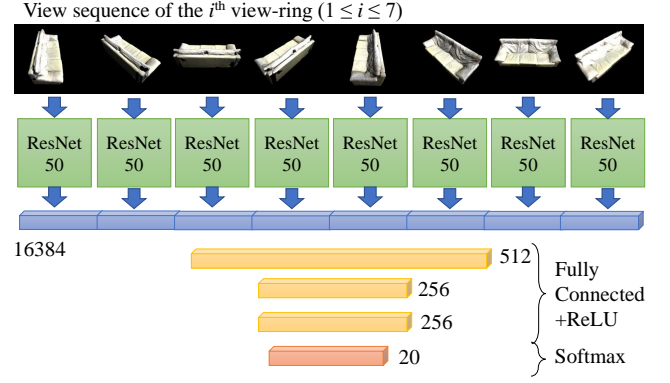 View sequence of the iᵗʰ view-ring (1 ≤ i ≤ 7)
ResNet 50 ResNet 50 ResNet 50 ResNet 50 ResNet 50 ResNet 50 ResNet 50 ResNet 50
16384
512
256
256
Fully
Connected
+ReLU
20
Softmax